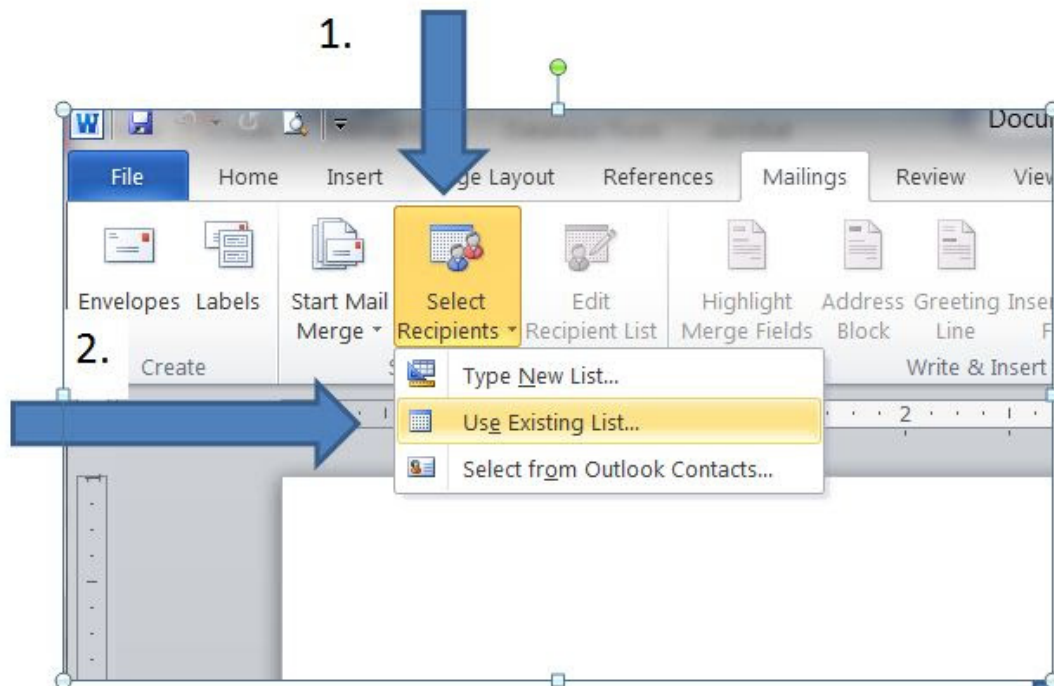 1.
W
Docu
File Home Insert ge Layout References Mailings Review View
Envelopes Labels Start Mail Merge Select Recipients Edit Recipient List Highlight Merge Fields Address Block Greeting Line Inser F
2.
Create S Write & Insert
Type New List...
Use Existing List...
Select from Outlook Contacts...
2